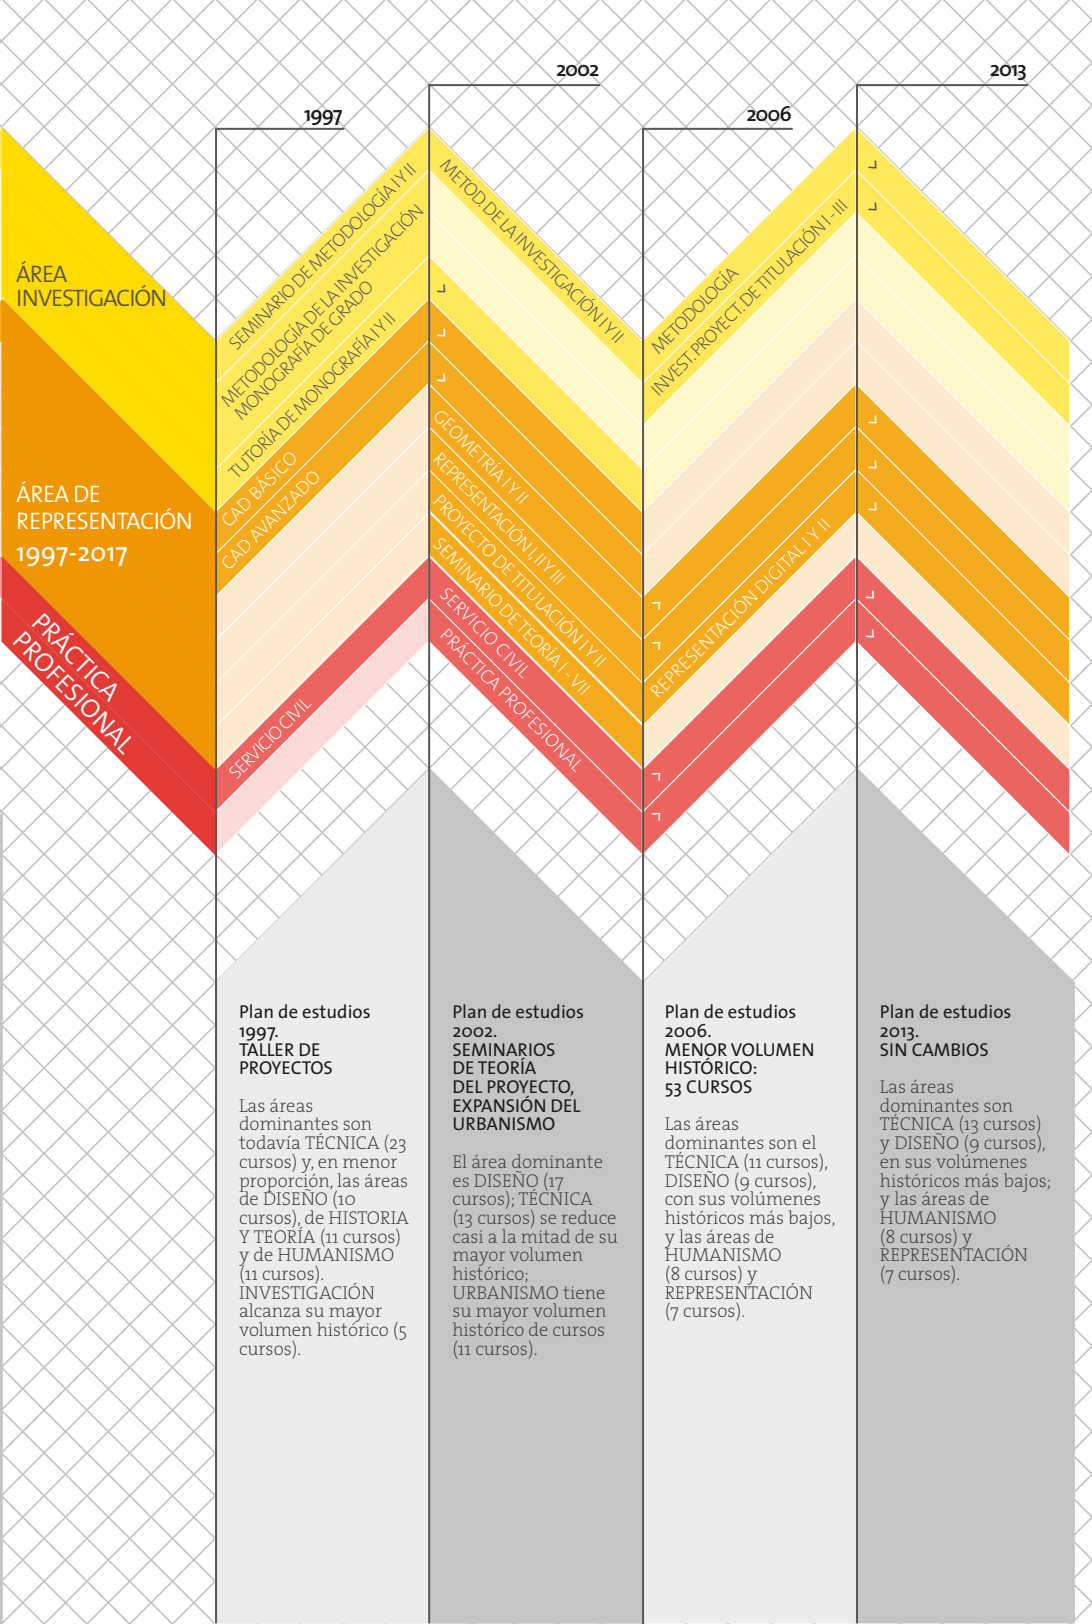 1997
2002
2006
2013
ÁREA
INVESTIGACIÓN
ÁREA DE
REPRESENTACIÓN
1997-2017
PRÁCTICA
PROFESIONAL
SEMINARIO DE METODOLOGÍA I Y II
METODOLOGÍA DE LA INVESTIGACIÓN
MONOGRAFÍA DE GRADO
TUTORÍA DE MONOGRAFÍA I Y II
CAD BÁSICO
CAD AVANZADO
SERVICIO CIVIL
METOD. DE LA INVESTIGACIÓN I Y II
GEOMETRÍA I Y II
REPRESENTACIÓN I, II Y III
PROYECTO DE TITULACIÓN I Y II
SEMINARIO DE TEORÍA I - VII
SERVICIO CIVIL
PRÁCTICA PROFESIONAL
METODOLOGÍA
INVEST. PROYECT. DE TITULACIÓN I - III
REPRESENTACIÓN DIGITAL I Y II
Plan de estudios
1997.
TALLER DE
PROYECTOS
Las áreas
dominantes son
todavía TÉCNICA (23
cursos) y, en menor
proporción, las áreas
de DISEÑO (10
cursos), de HISTORIA
Y TEORÍA (11 cursos)
y de HUMANISMO
(11 cursos).
INVESTIGACIÓN
alcanza su mayor
volumen histórico (5
cursos).
Plan de estudios
2002.
SEMINARIOS
DE TEORÍA
DEL PROYECTO,
EXPANSIÓN DEL
URBANISMO
El área dominante
es DISEÑO (17
cursos); TÉCNICA
(13 cursos) se reduce
casi a la mitad de su
mayor volumen
histórico;
URBANISMO tiene
su mayor volumen
histórico de cursos
(11 cursos).
Plan de estudios
2006.
MENOR VOLUMEN
HISTÓRICO:
53 CURSOS
Las áreas
dominantes son el
TÉCNICA (11 cursos),
DISEÑO (9 cursos),
con sus volúmenes
históricos más bajos,
y las áreas de
HUMANISMO
(8 cursos) y
REPRESENTACIÓN
(7 cursos).
Plan de estudios
2013.
SIN CAMBIOS
Las áreas
dominantes son
TÉCNICA (13 cursos)
y DISEÑO (9 cursos),
en sus volúmenes
históricos más bajos;
y las áreas de
HUMANISMO
(8 cursos) y
REPRESENTACIÓN
(7 cursos).